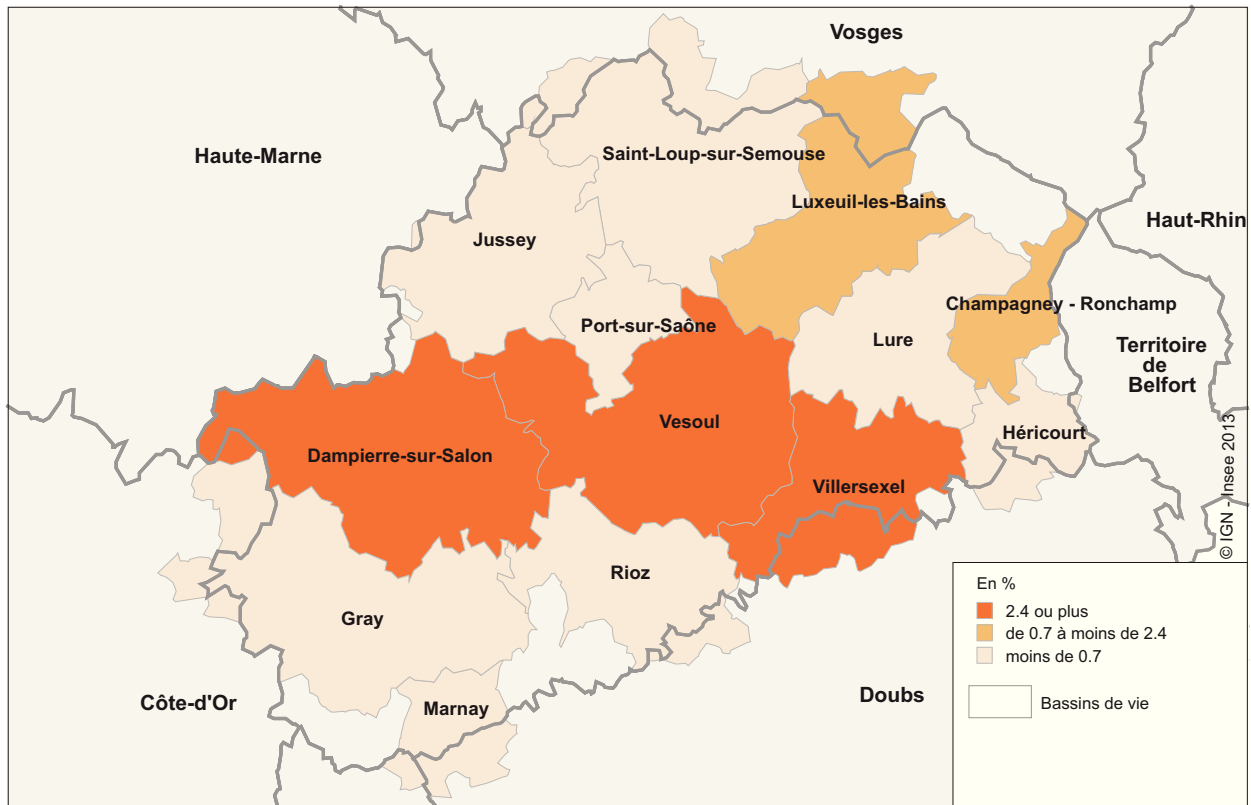 Vosges
Haute-Marne
Saint-Loup-sur-Semouse
Luxeuil-les-Bains
Haut-Rhin
Jussey
Champagney - Ronchamp
Port-sur-Saône
Lure
Territoire
de
Belfort
Vesoul
Héricourt
Dampierre-sur-Salon
Villersexel
© IGN - Insee 2013
Rioz
Gray
Côte-d'Or
Marnay
Doubs
En %
2.4 ou plus
de 0.7 à moins de 2.4
moins de 0.7
Bassins de vie